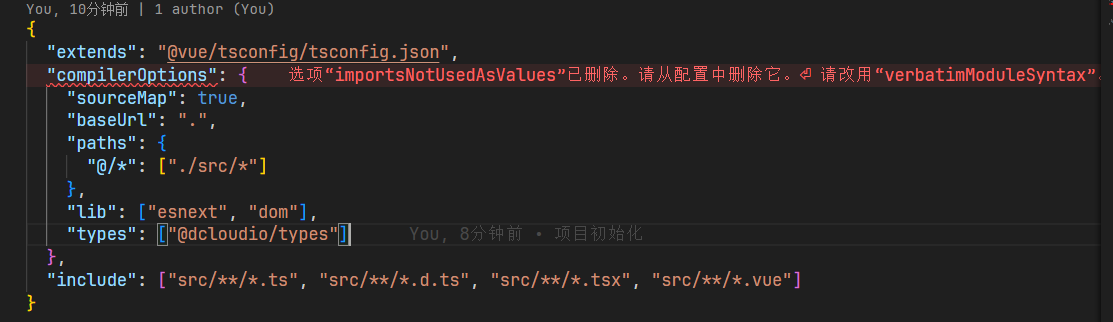 You, 10分钟前 | 1 author (You)
{
  "extends": "@vue/tsconfig/tsconfig.json",
  "compilerOptions": {    选项“importsNotUsedAsValues”已删除。请从配置中删除它。⏎ 请改用“verbatimModuleSyntax”
    "sourceMap": true,
    "baseUrl": ".",
    "paths": {
      "@/*": ["./src/*"]
    },
    "lib": ["esnext", "dom"],
    "types": ["@dcloudio/types"]    You, 8分钟前 • 项目初始化
  },
  "include": ["src/**/*.ts", "src/**/*.d.ts", "src/**/*.tsx", "src/**/*.vue"]
}